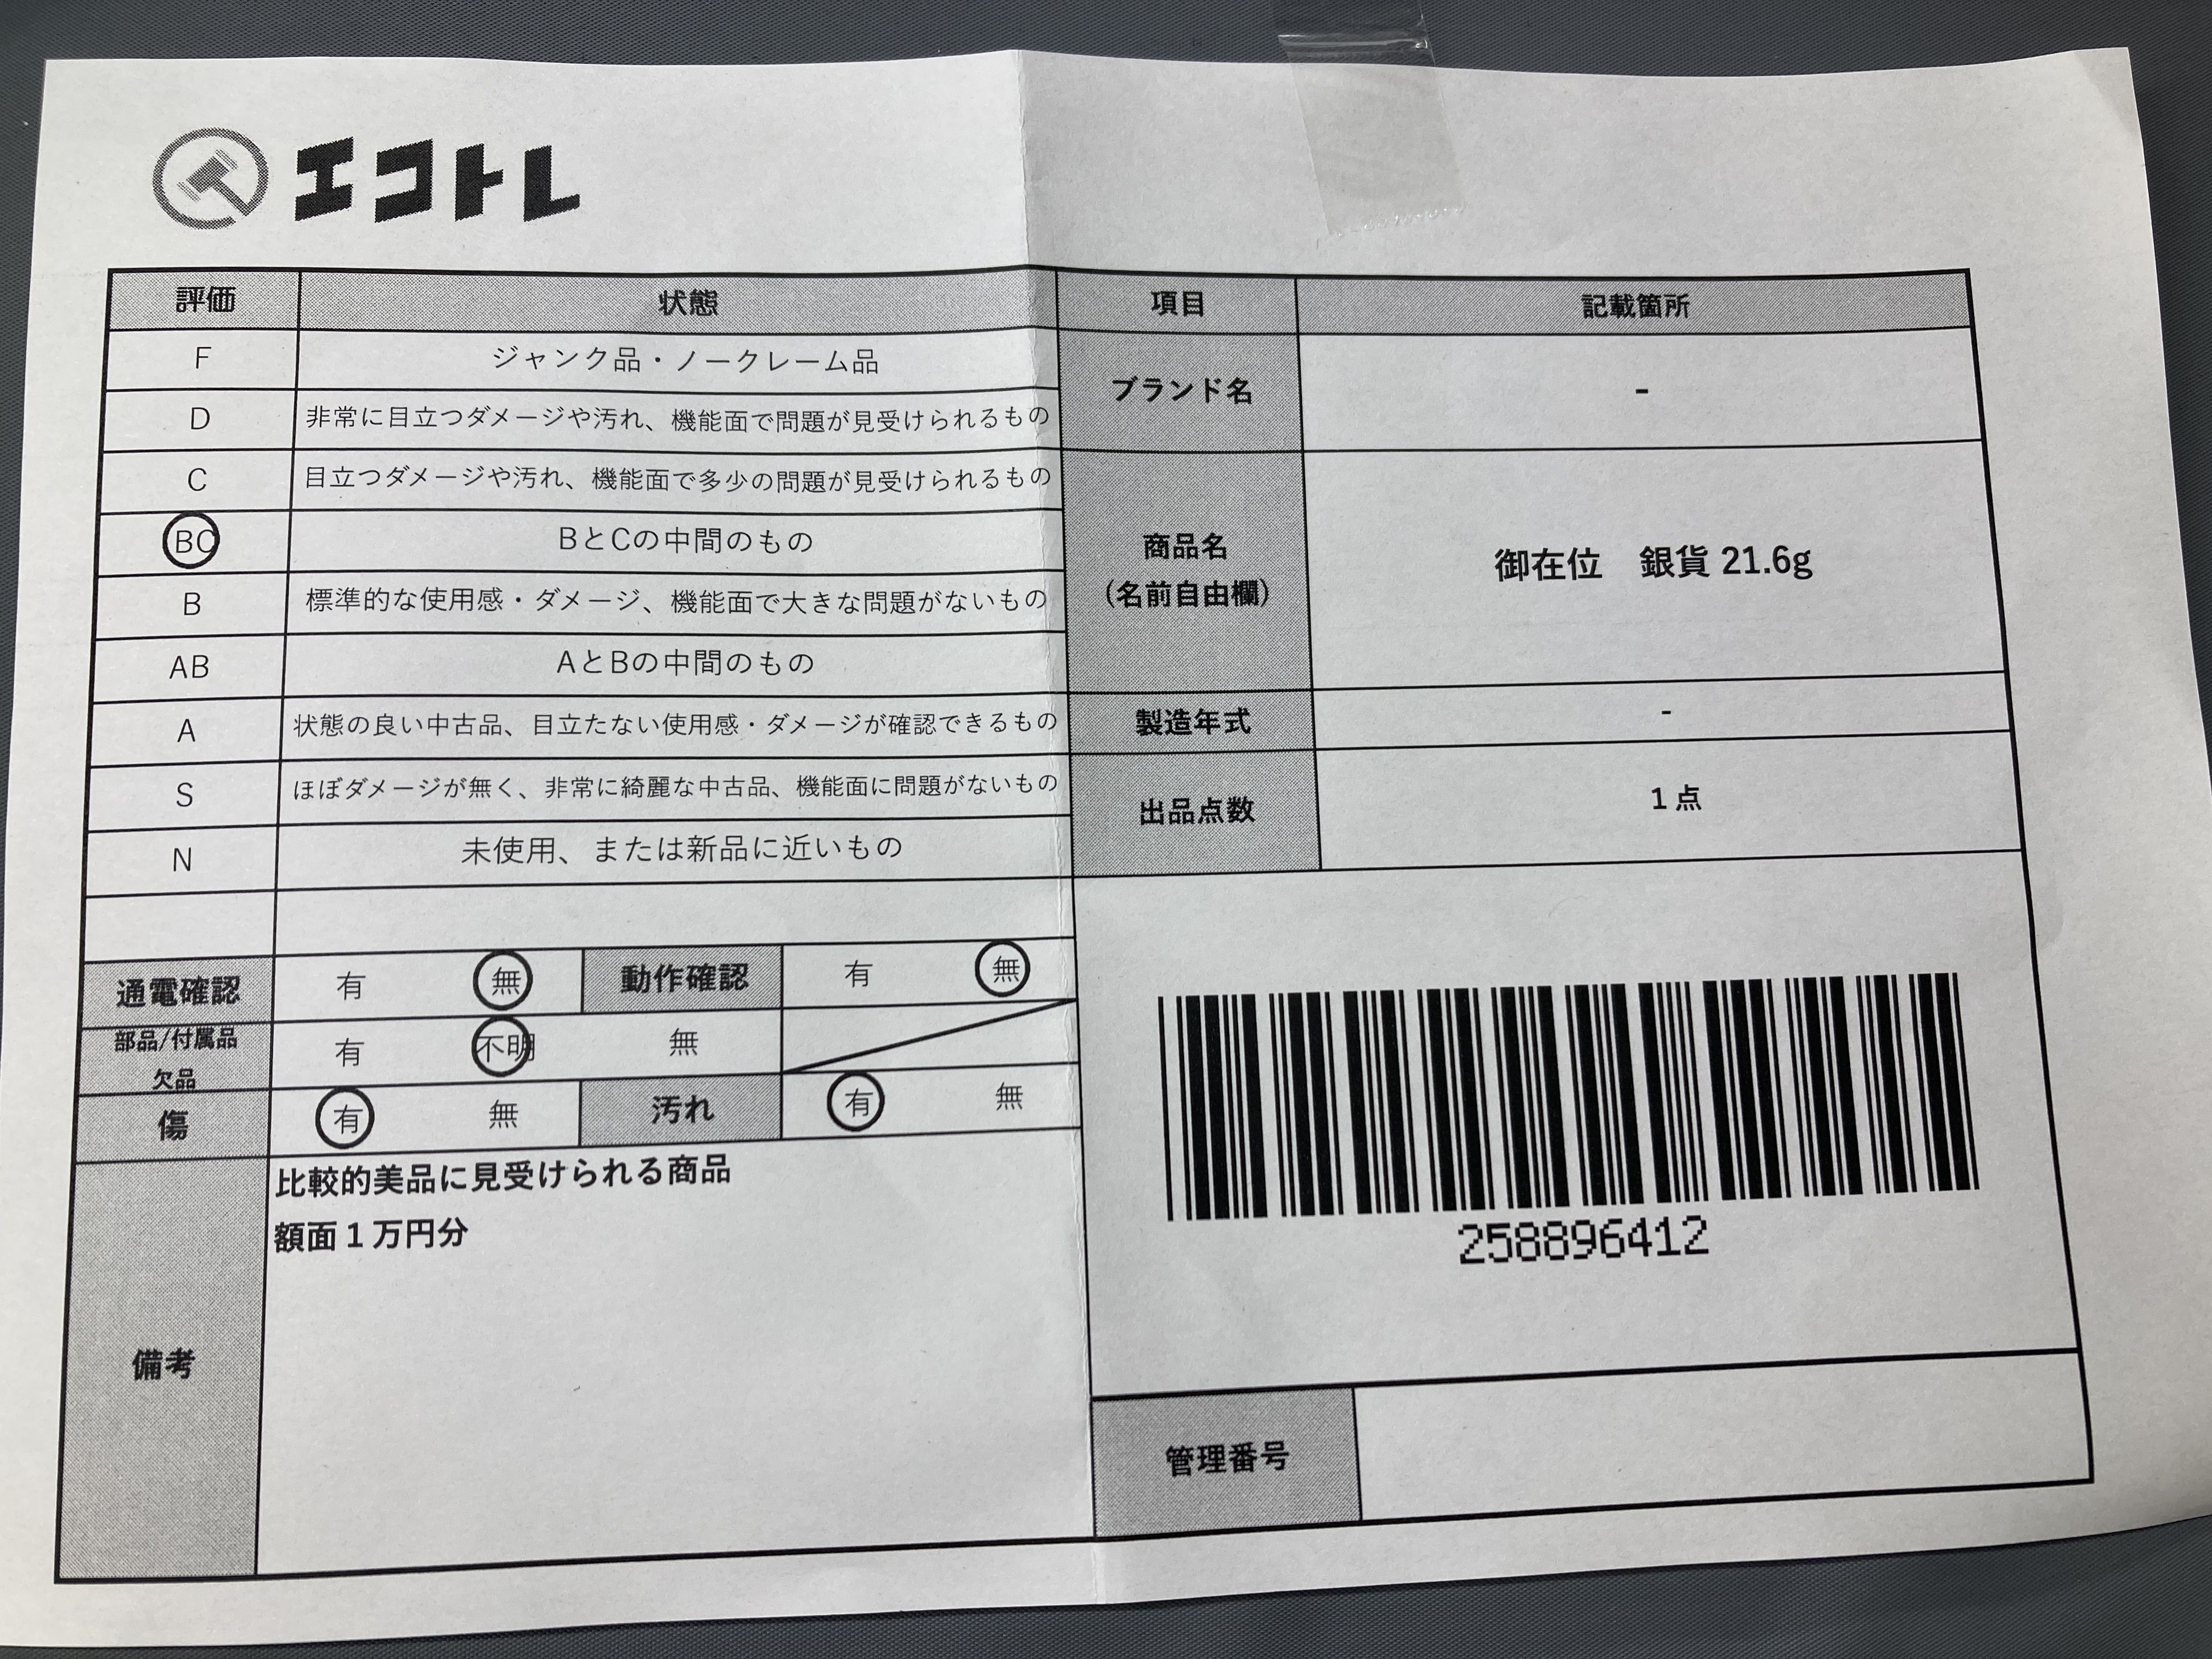 エコトレ
評価 状態
F ジャンク品・ノークレーム品
D 非常に目立つダメージや汚れ、機能面で問題が見受けられるもの
C 目立つダメージや汚れ、機能面で多少の問題が見受けられるもの
BC BとCの中間のもの
B 標準的な使用感・ダメージ、機能面で大きな問題がないもの
AB AとBの中間のもの
A 状態の良い中古品、目立たない使用感・ダメージが確認できるもの
S ほぼダメージが無く、非常に綺麗な中古品、機能面に問題がないもの
N 未使用、または新品に近いもの
通電確認 有 無 動作確認 有 無
部品/付属品
欠品 有 不明 無
傷 有 無 汚れ 有 無
備考
比較的美品に見受けられる商品
額面1万円分
項目 記載箇所
ブランド名 -
商品名
(名前自由欄)
御在位 銀貨 21.6g
製造年式 -
出品点数 1点
258896412
管理番号